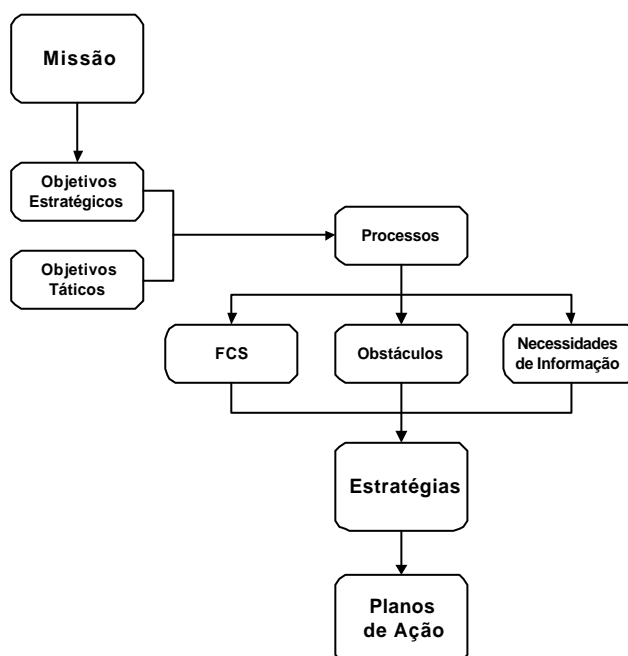 Missão
Objetivos
Estratégicos
Processos
Objetivos
Táticos
FCS
Obstáculos
Necessidades
de Informação
Estratégias
Planos
de Ação